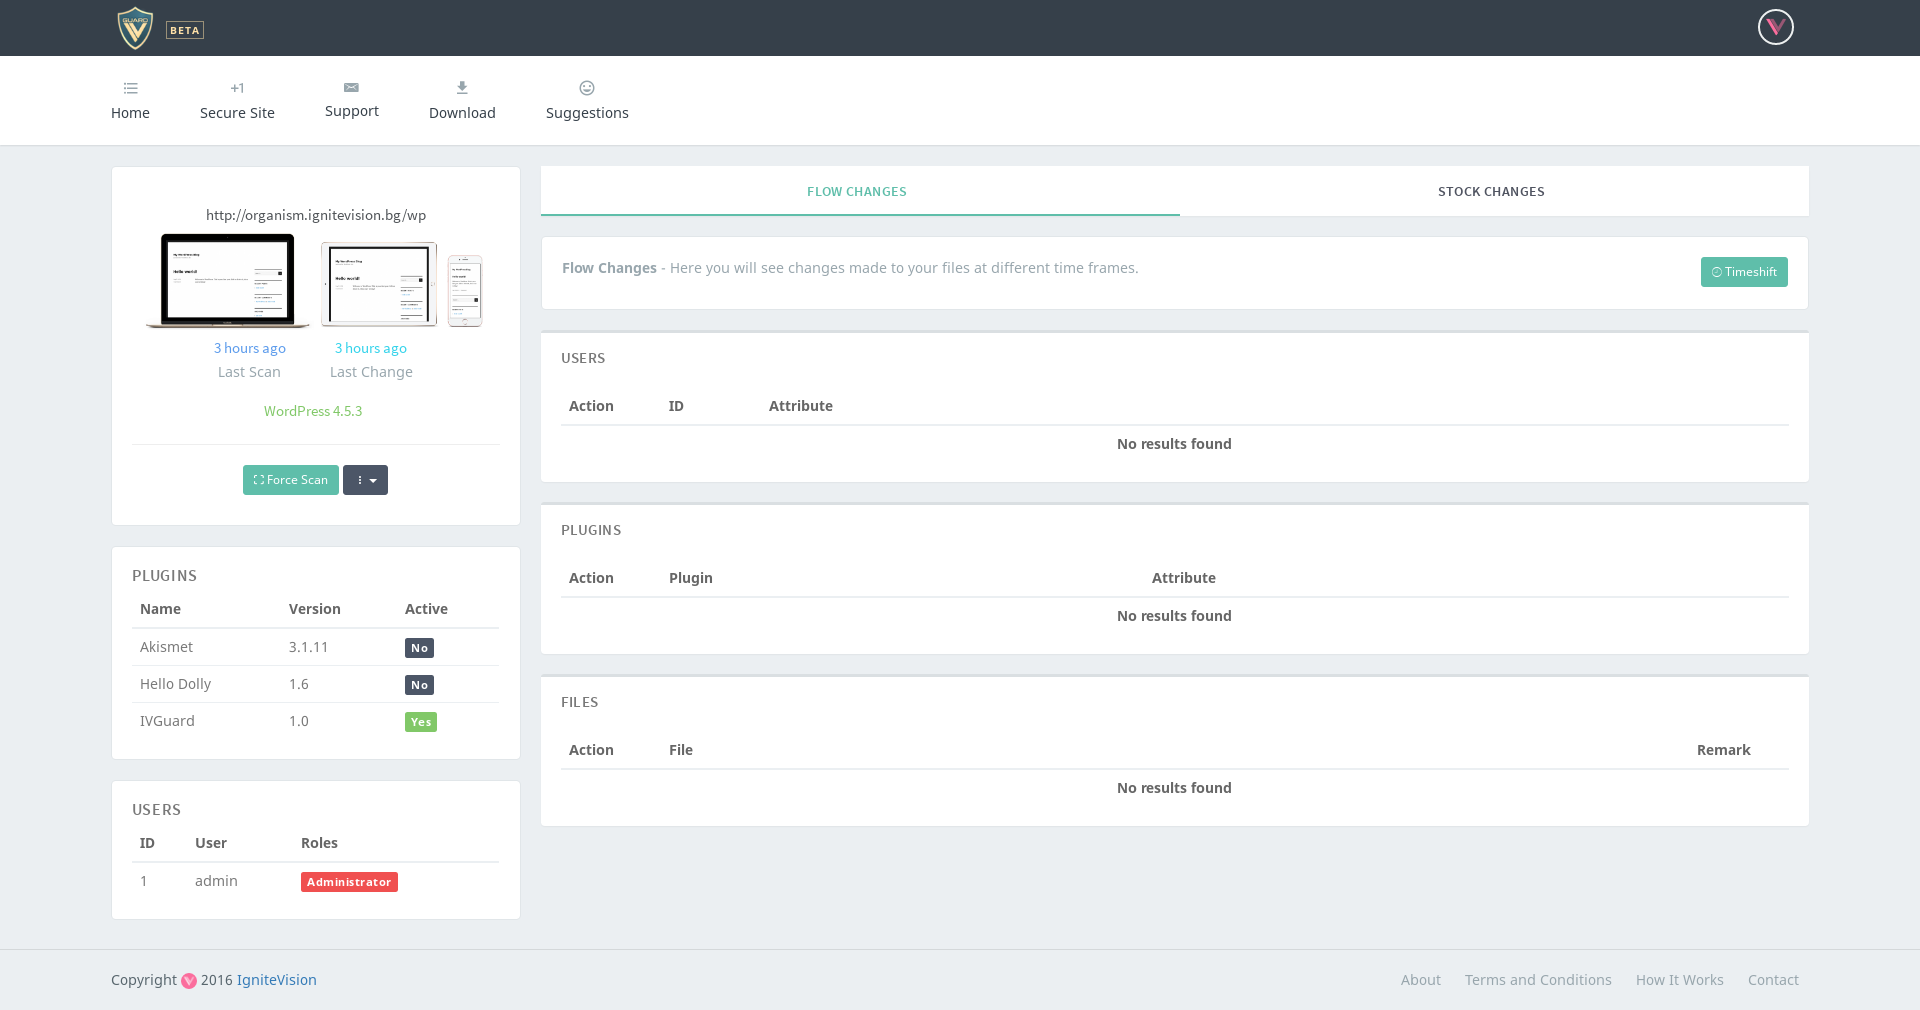 GUARD
BETA
Home
+1
Secure Site
Support
Download
Suggestions
http://organism.ignitevision.bg/wp
Hello world!
Hello world!
3 hours ago
3 hours ago
Last Scan
Last Change
WordPress 4.5.3
Force Scan
PLUGINS
Name Version Active
Akismet 3.1.11 No
Hello Dolly 1.6 No
IVGuard 1.0 Yes
USERS
ID User Roles
1 admin Administrator
FLOW CHANGES
STOCK CHANGES
Flow Changes - Here you will see changes made to your files at different time frames.
Timeshift
USERS
Action ID Attribute
No results found
PLUGINS
Action Plugin Attribute
No results found
FILES
Action File Remark
No results found
Copyright 2016 IgniteVision
About Terms and Conditions How It Works Contact